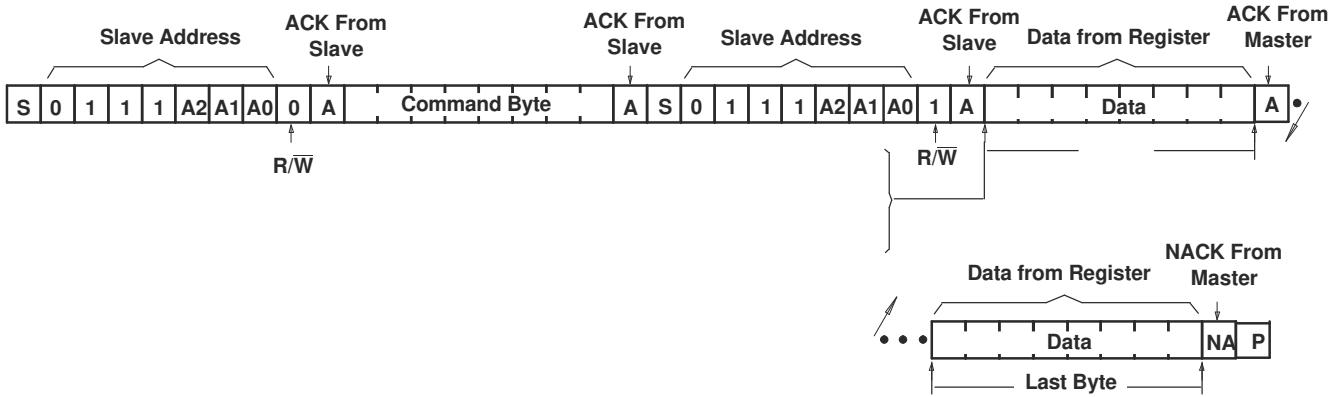 Slave Address
ACK From
Slave
ACK From
Slave
Slave Address
ACK From
Slave
Data from Register
ACK From
Master
S 0 1 1 1 A2 A1 A0 0 A Command Byte A S 0 1 1 1 A2 A1 A0 1 A Data A
R/W̅
R/W̅
Data from Register
NACK From
Master
Data NA P
Last Byte